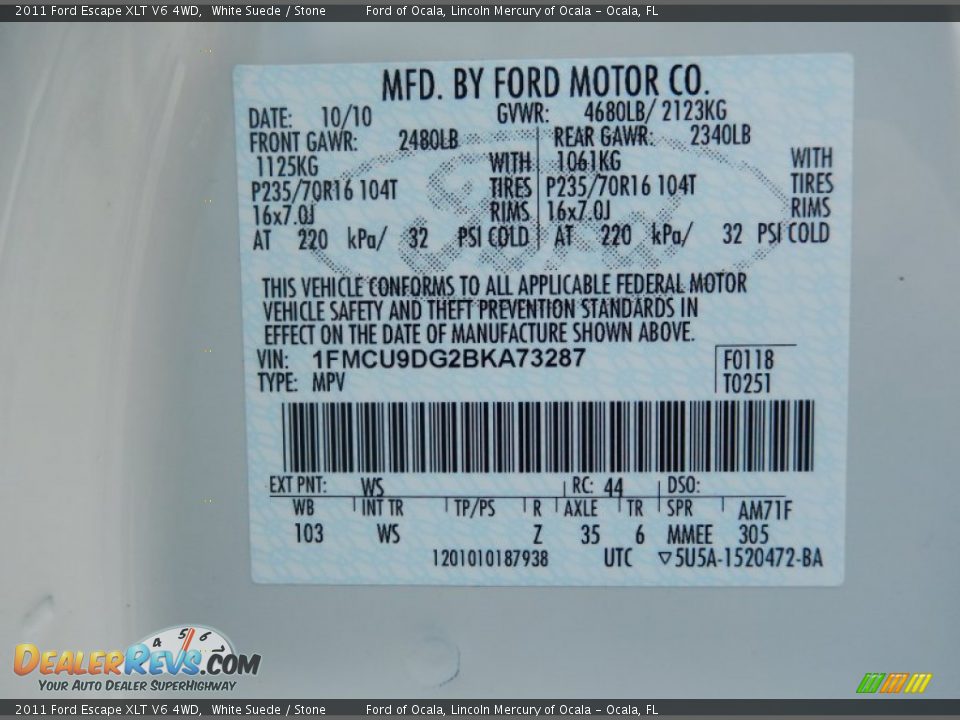 2011 Ford Escape XLT V6 4WD, White Suede / Stone Ford of Ocala, Lincoln Mercury of Ocala - Ocala, FL
MFD. BY FORD MOTOR CO.
DATE: 10/10 GVWR: 4680LB/ 2123KG
FRONT GAWR: 2480LB REAR GAWR: 2340LB
1125KG WITH 1061KG WITH
P235/70R16 104T TIRES P235/70R16 104T TIRES
16x7.0J RIMS 16x7.0J RIMS
AT 220 kPa/ 32 PSI COLD AT 220 kPa/ 32 PSI COLD
Ford
THIS VEHICLE CONFORMS TO ALL APPLICABLE FEDERAL MOTOR
VEHICLE SAFETY AND THEFT PREVENTION STANDARDS IN
EFFECT ON THE DATE OF MANUFACTURE SHOWN ABOVE.
VIN: 1FMCU9DG2BKA73287 F0118
TYPE: MPV T0251
EXT PNT: WS RC: 44 DSO:
WB INT TR TP/PS R AXLE TR SPR AM71F
103 WS Z 35 6 MMEE 305
1201010187938 UTC ▽5U5A-1520472-BA
4 5 6 7
DEALERREVS.COM
YOUR AUTO DEALER SUPERHIGHWAY
2011 Ford Escape XLT V6 4WD, White Suede / Stone Ford of Ocala, Lincoln Mercury of Ocala - Ocala, FL